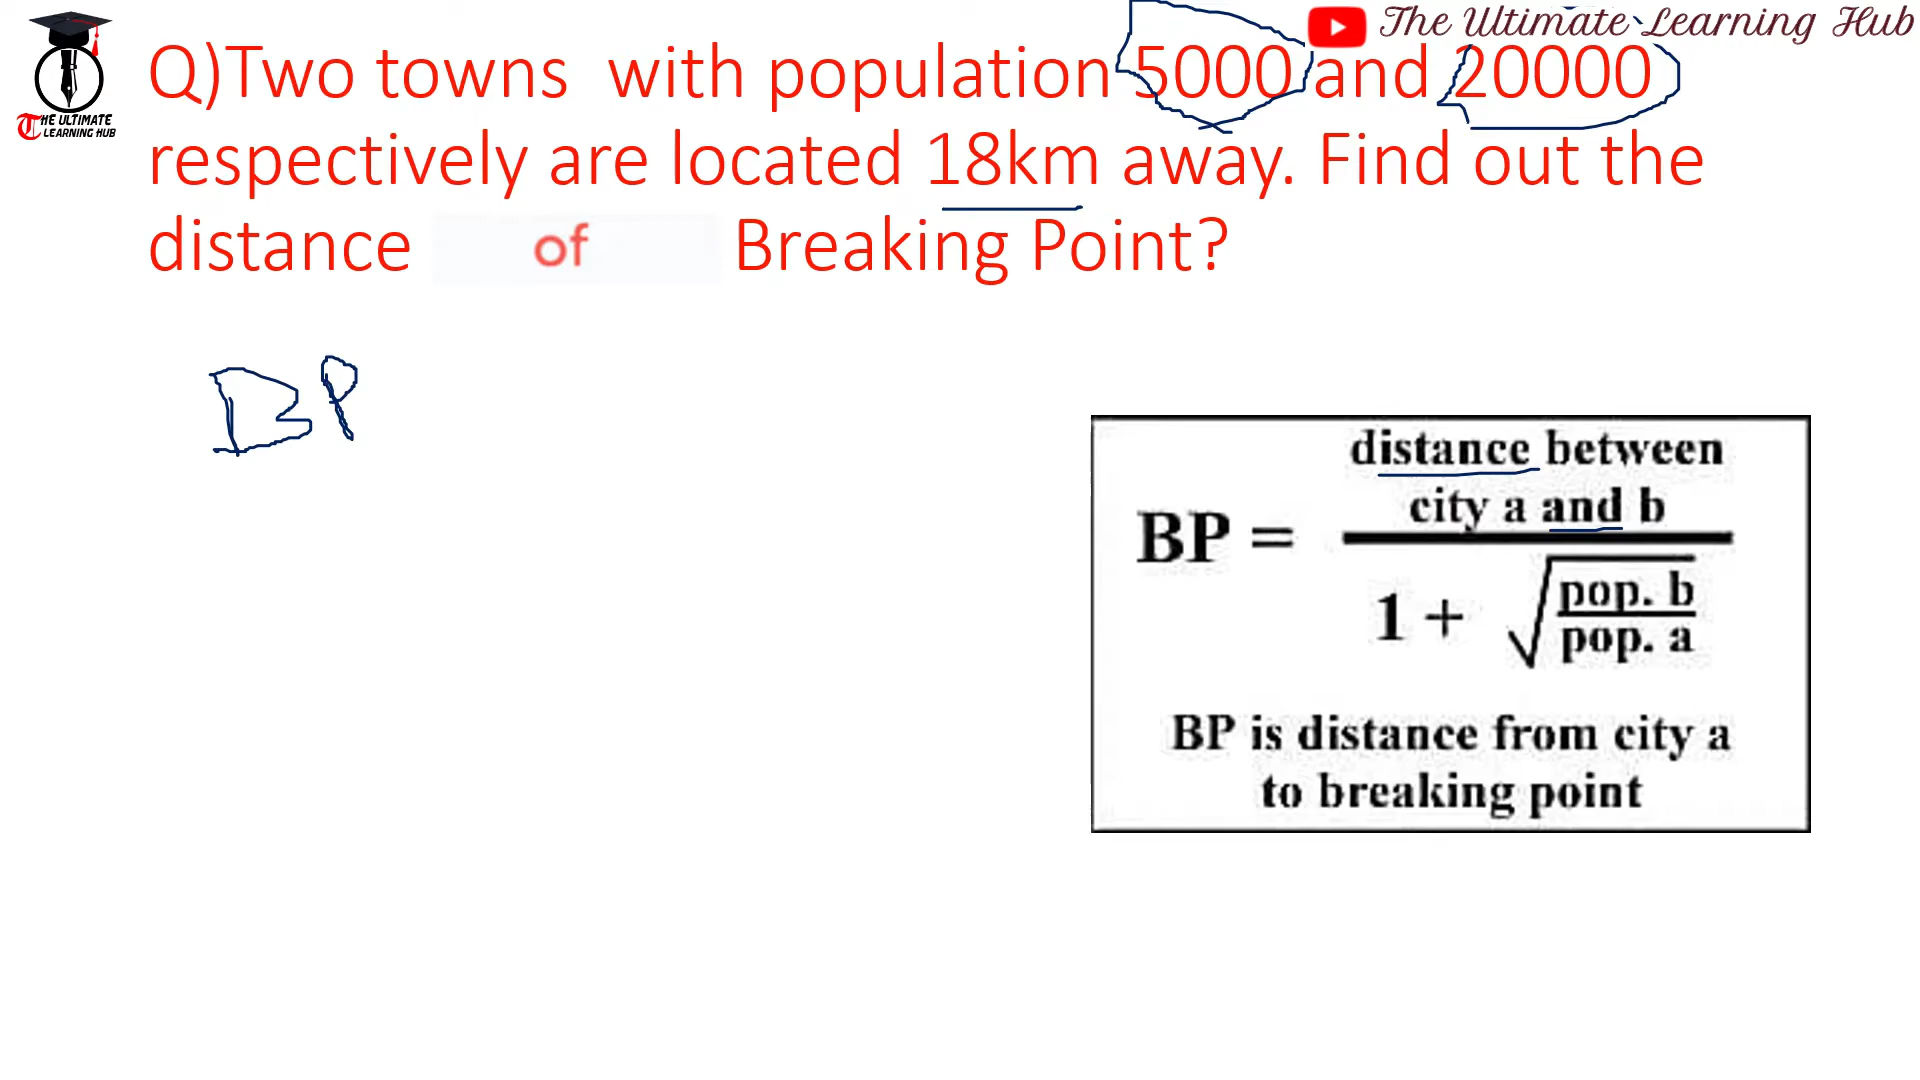 The Ultimate Learning Hub
THE ULTIMATE
LEARNING HUB
Q)Two towns with population 5000 and 20000
respectively are located 18km away. Find out the
distance of Breaking Point?
BP
distance between
city a and b
BP =
1 + √ pop. b
pop. a
BP is distance from city a
to breaking point